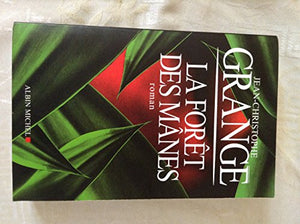 JEAN-CHRISTOPHE
GRANGÉ
LA FORÊT
DES MÂNES
roman
ALBIN MICHEL